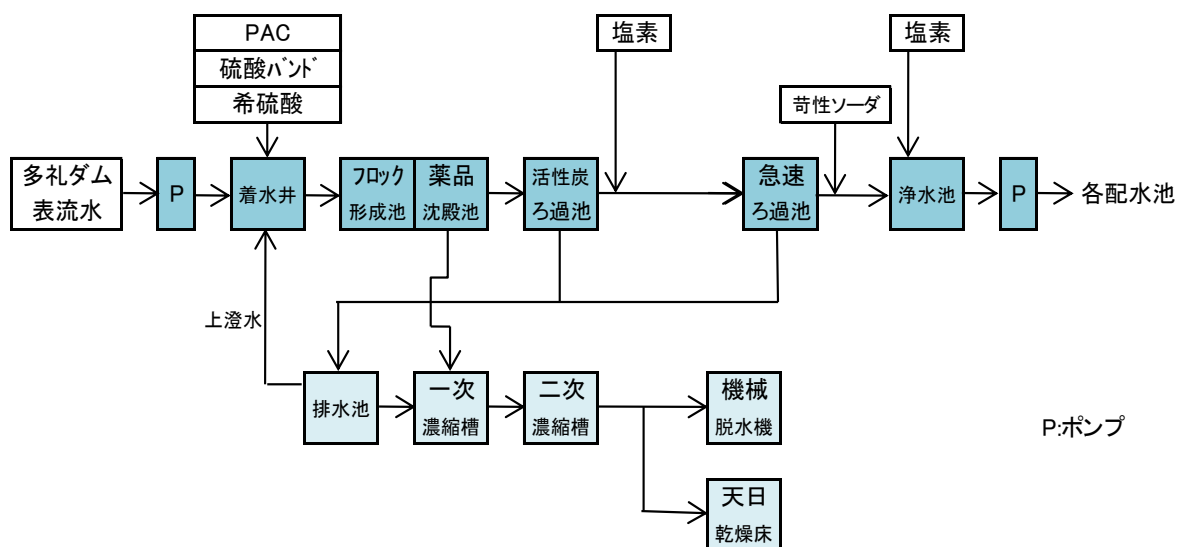 PAC
硫酸ﾊﾞﾝﾄﾞ
希硫酸
塩素
塩素
苛性ソーダ
多礼ダム
表流水
P
着水井
フロック
形成池
薬品
沈殿池
活性炭
ろ過池
急速
ろ過池
浄水池
P
各配水池
上澄水
排水池
一次
濃縮槽
二次
濃縮槽
機械
脱水機
P:ポンプ
天日
乾燥床